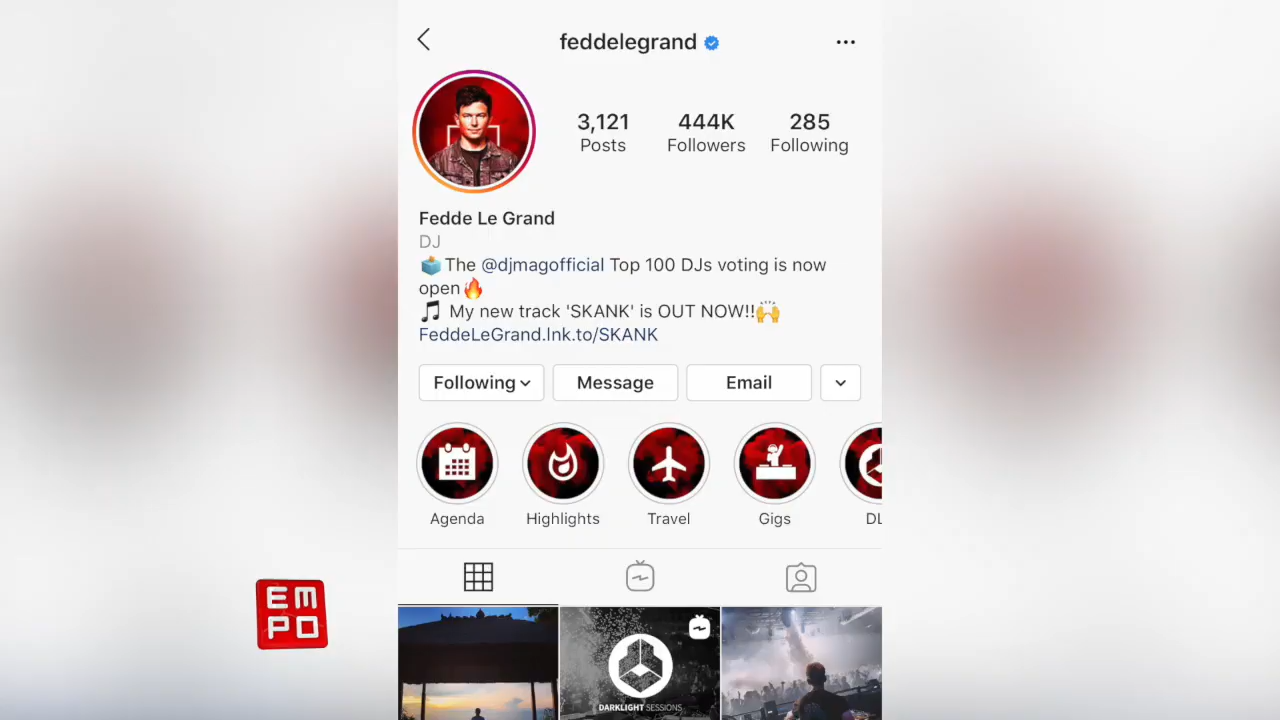 feddelegrand
3,121 444K 285
Posts Followers Following
Fedde Le Grand
DJ
The @djmagofficial Top 100 DJs voting is now
open
My new track 'SKANK' is OUT NOW!!
FeddeLeGrand.lnk.to/SKANK
Following Message Email
Agenda Highlights Travel Gigs DL
EM
PO
DARKLIGHT SESSIONS